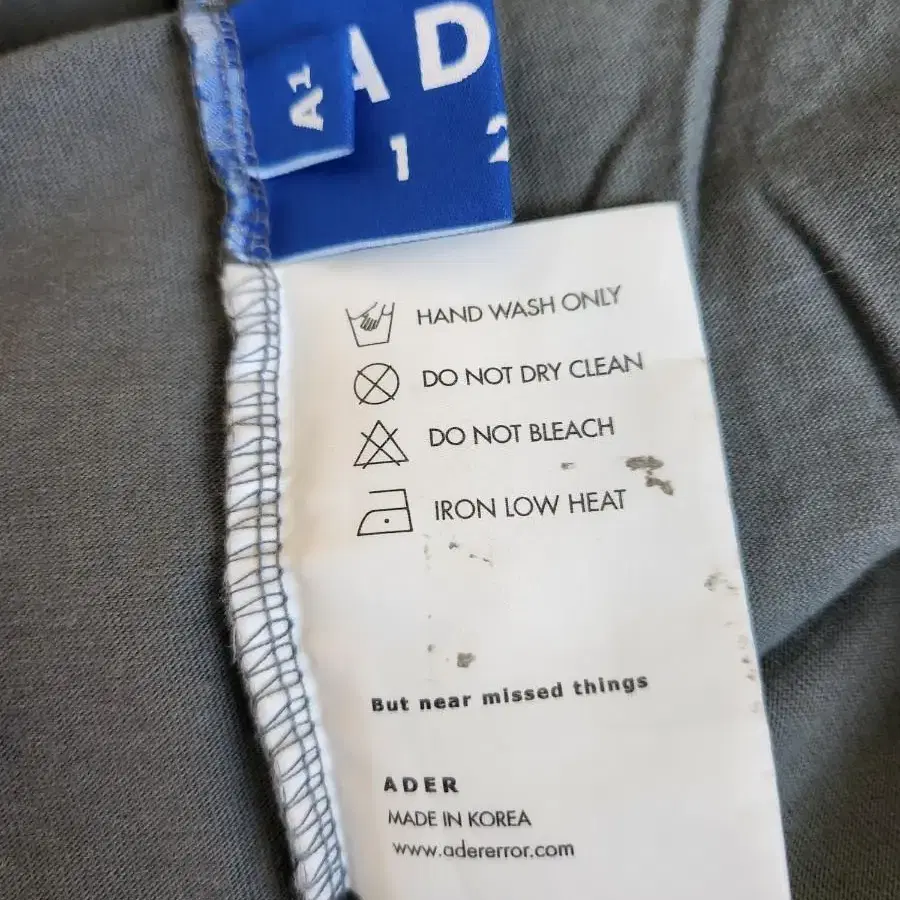 A1
AD
1 2
HAND WASH ONLY
DO NOT DRY CLEAN
DO NOT BLEACH
IRON LOW HEAT
But near missed things
ADER
MADE IN KOREA
www.adererror.com